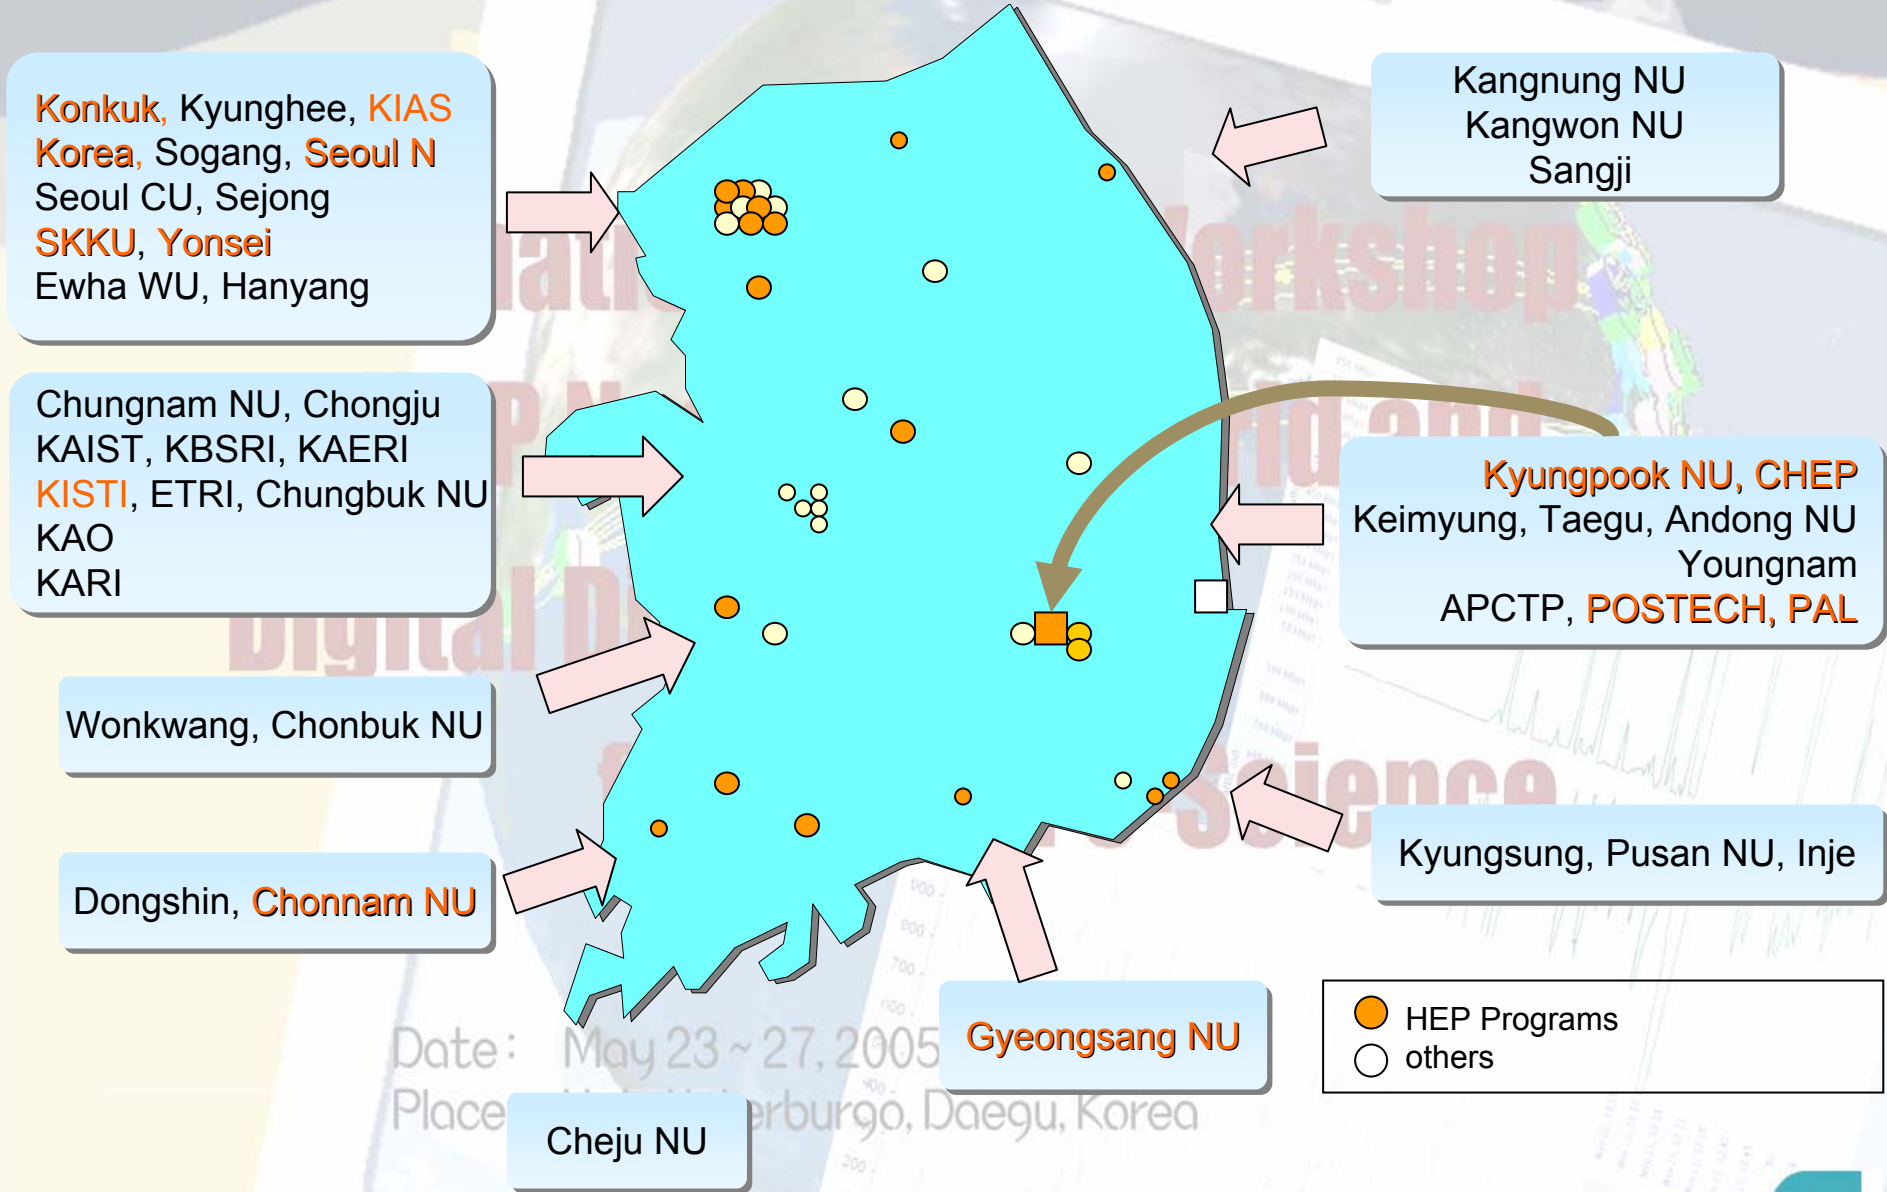 Konkuk, Kyunghee, KIAS
Korea, Sogang, Seoul N
Seoul CU, Sejong
SKKU, Yonsei
Ewha WU, Hanyang
Kangnung NU
Kangwon NU
Sangji
Chungnam NU, Chongju
KAIST, KBSRI, KAERI
KISTI, ETRI, Chungbuk NU
KAO
KARI
Kyungpook NU, CHEP
Keimyung, Taegu, Andong NU
Youngnam
APCTP, POSTECH, PAL
Wonkwang, Chonbuk NU
Dongshin, Chonnam NU
Kyungsung, Pusan NU, Inje
Gyeongsang NU
HEP Programs
others
Cheju NU
Digital
Science
Date: May 23 ~ 27, 2005
Place
Daegu, Korea